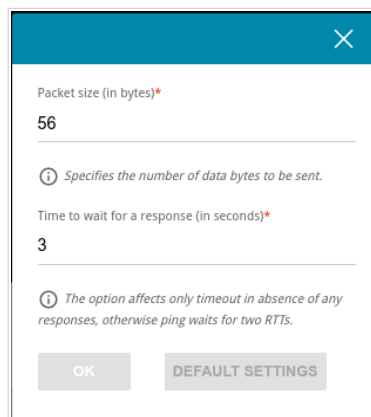 Packet size (in bytes)*
56
Specifies the number of data bytes to be sent.
Time to wait for a response (in seconds)*
3
The option affects only timeout in absence of any
responses, otherwise ping waits for two RTTs.
OK DEFAULT SETTINGS